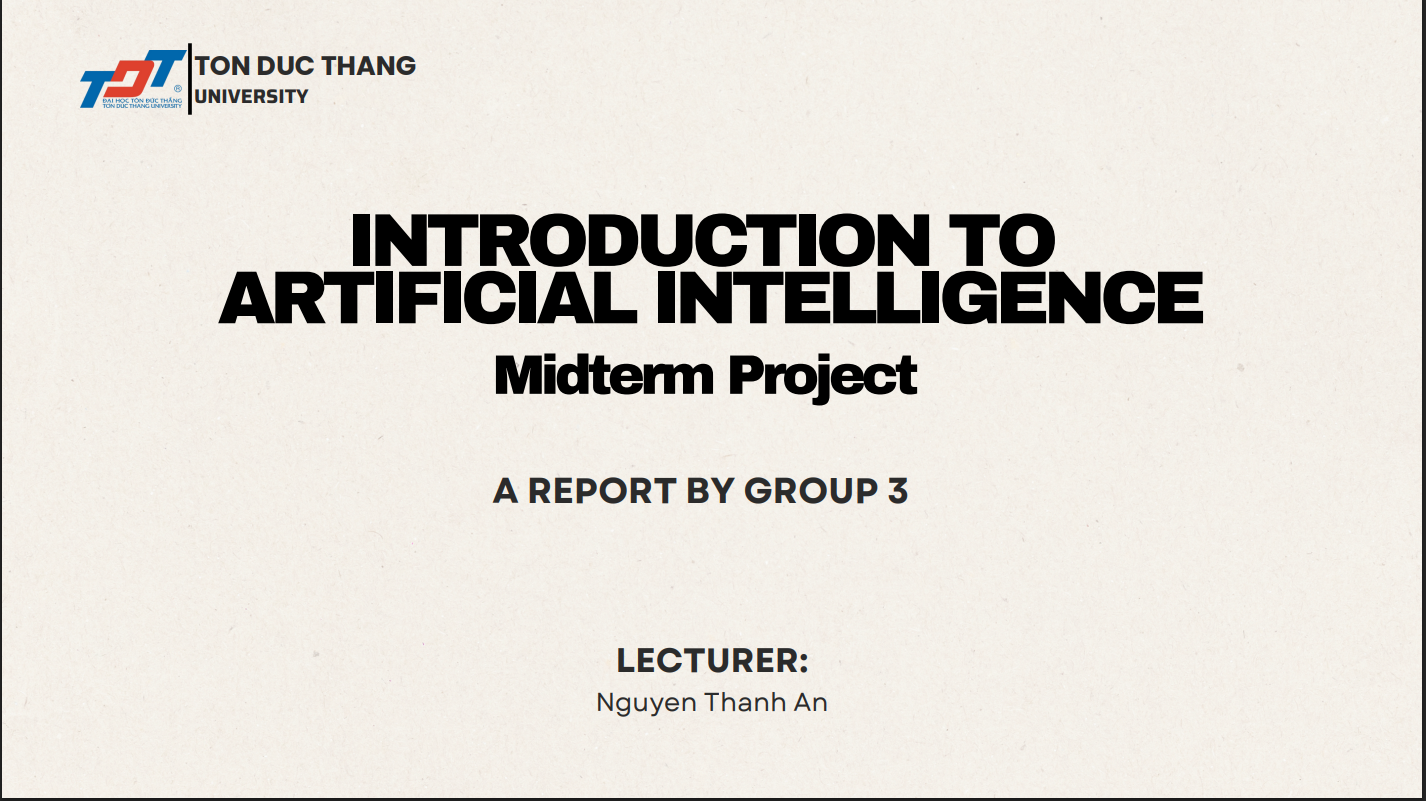 TDT
®
ĐẠI HỌC TÔN ĐỨC THẮNG
TON DUC THANG UNIVERSITY
TON DUC THANG
UNIVERSITY
INTRODUCTION TO
ARTIFICIAL INTELLIGENCE
Midterm Project
A REPORT BY GROUP 3
LECTURER:
Nguyen Thanh An